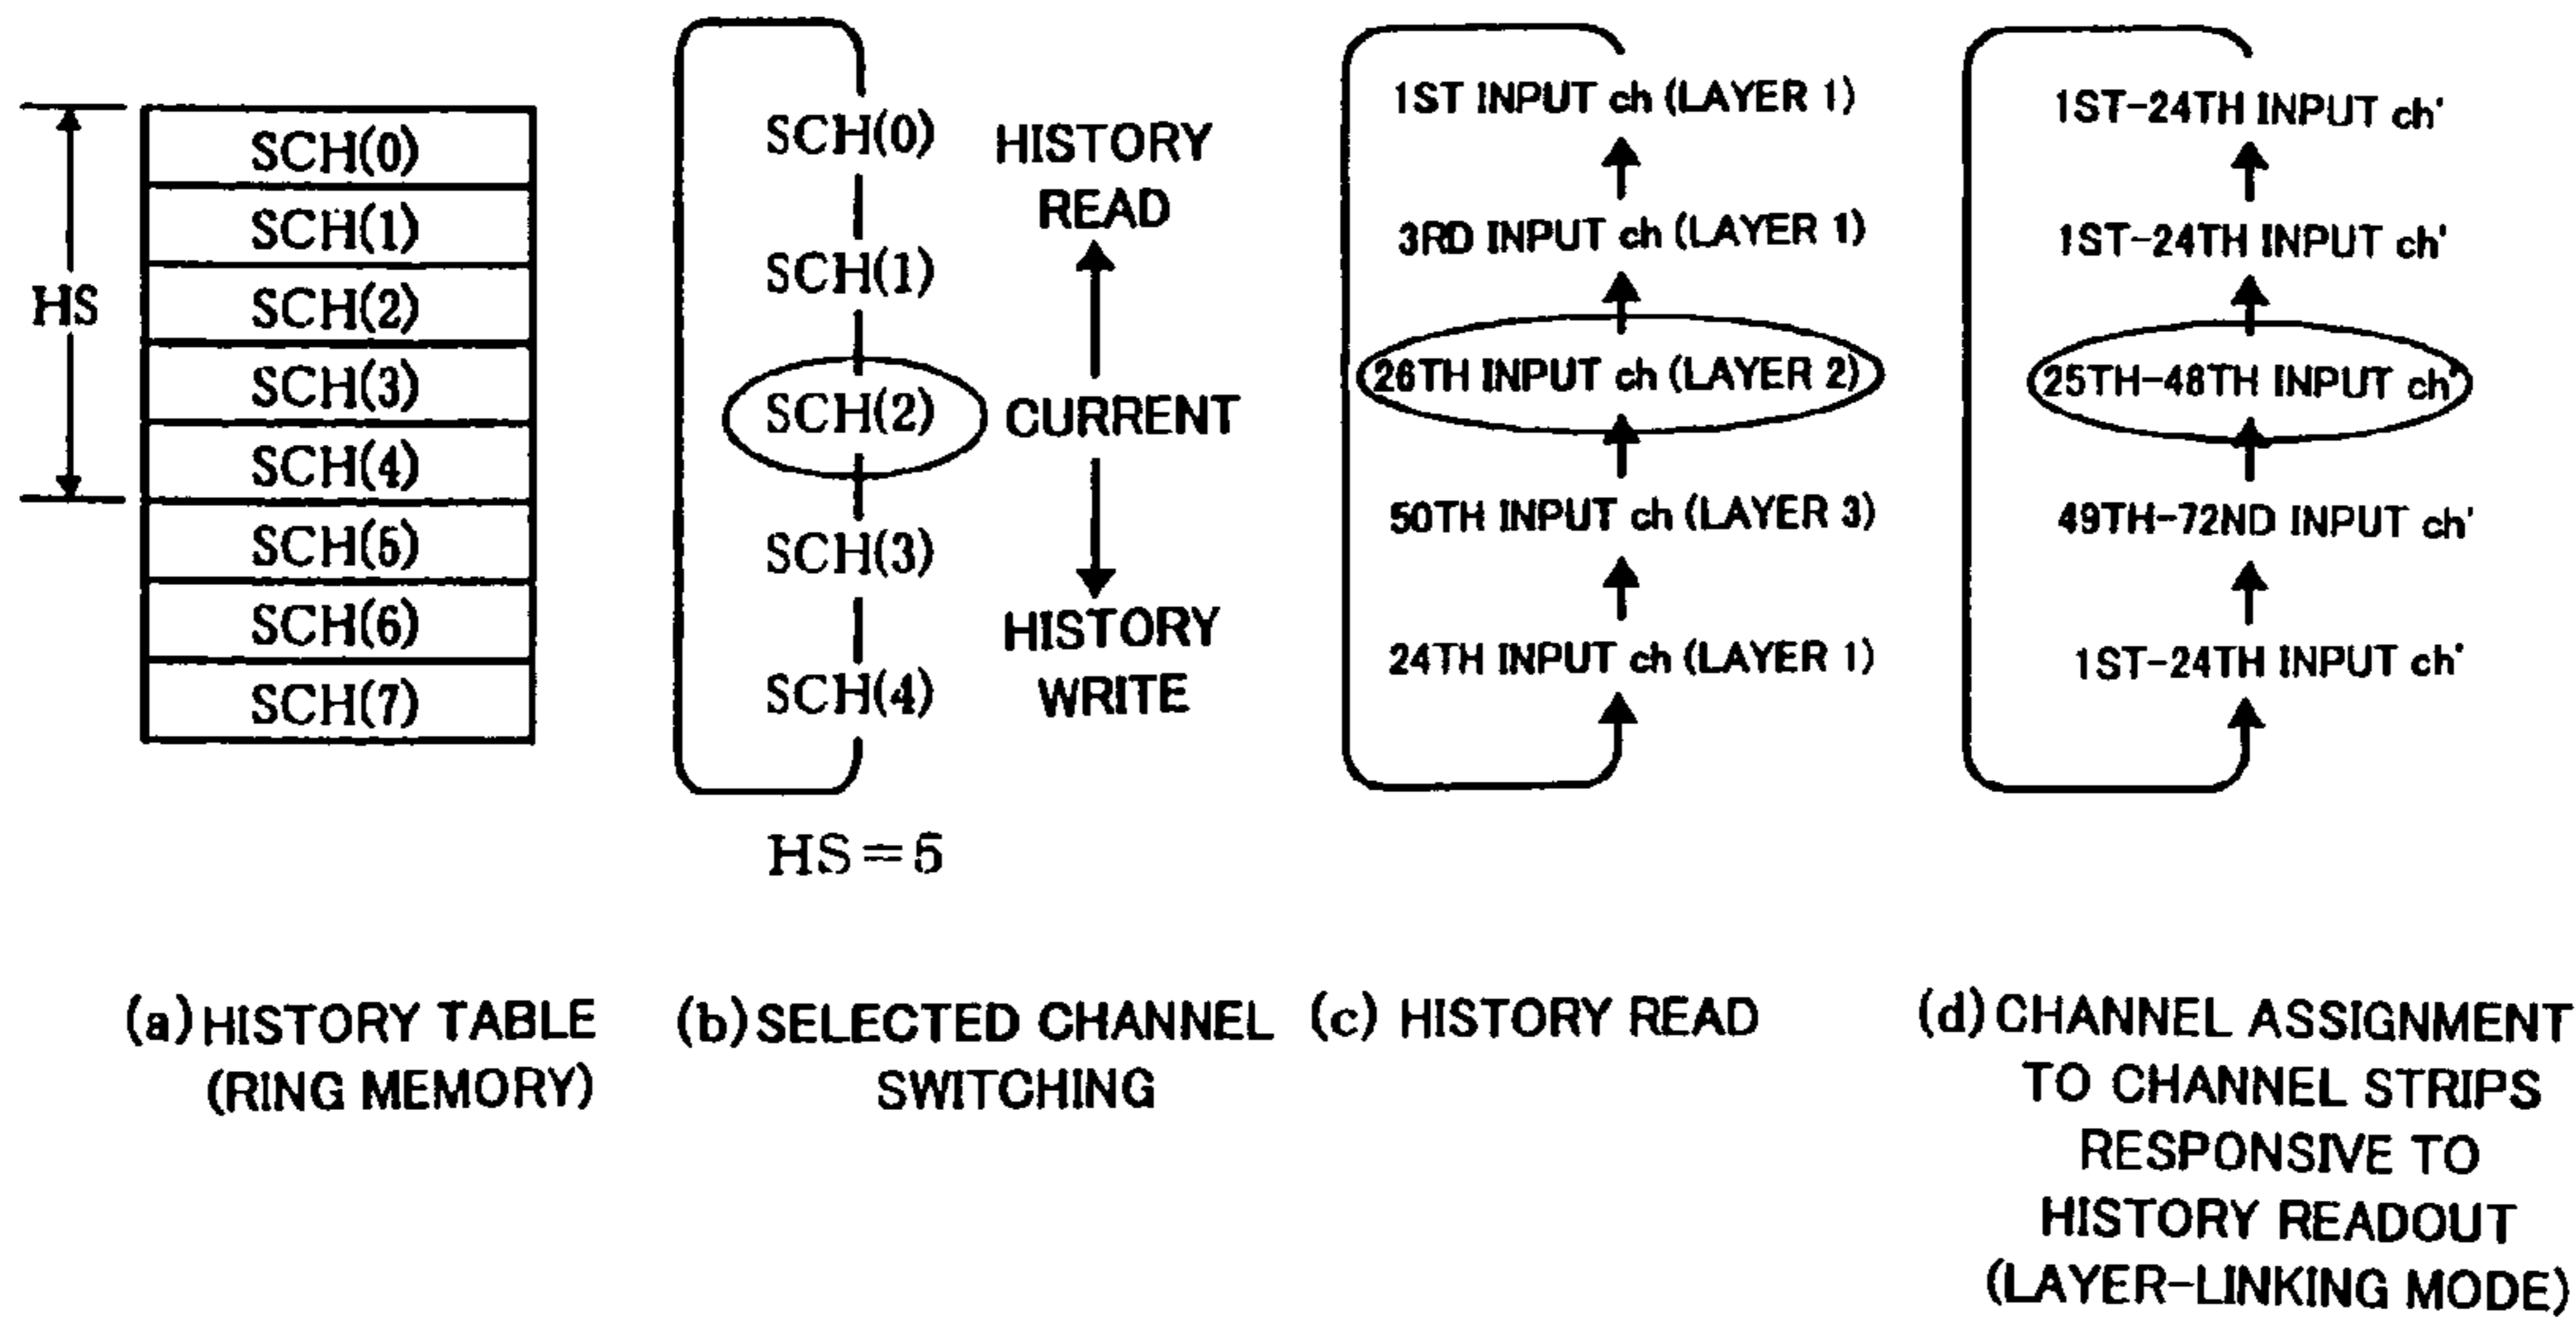 HS
SCH(0)
SCH(1)
SCH(2)
SCH(3)
SCH(4)
SCH(5)
SCH(6)
SCH(7)
(a) HISTORY TABLE
(RING MEMORY)
SCH(0)
SCH(1)
SCH(2)
SCH(3)
SCH(4)
HISTORY
READ
CURRENT
HISTORY
WRITE
HS=5
(b) SELECTED CHANNEL
SWITCHING
1ST INPUT ch (LAYER 1)
3RD INPUT ch (LAYER 1)
26TH INPUT ch (LAYER 2)
50TH INPUT ch (LAYER 3)
24TH INPUT ch (LAYER 1)
(c) HISTORY READ
1ST-24TH INPUT ch'
1ST-24TH INPUT ch'
25TH-48TH INPUT ch'
49TH-72ND INPUT ch'
1ST-24TH INPUT ch'
(d) CHANNEL ASSIGNMENT
TO CHANNEL STRIPS
RESPONSIVE TO
HISTORY READOUT
(LAYER-LINKING MODE)